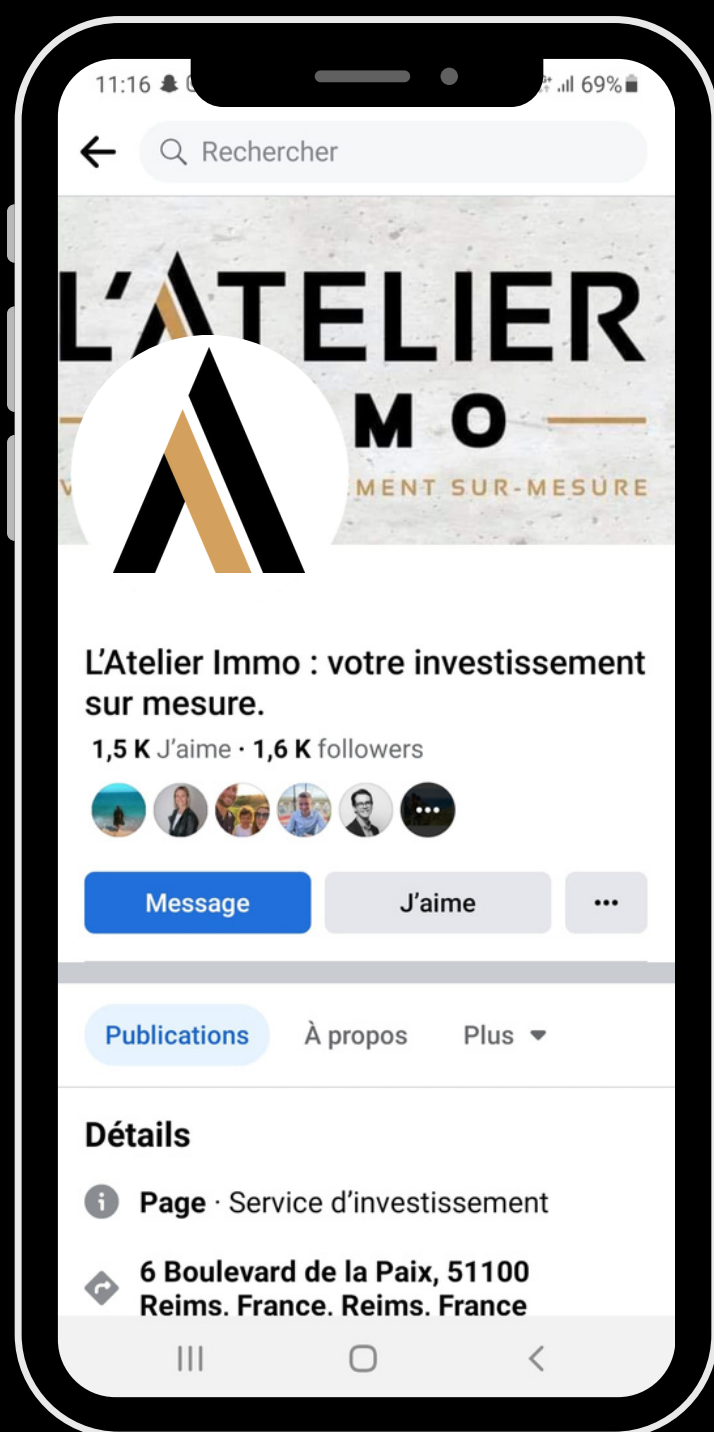 11:16
69%
Rechercher
L'ATELIER
MO
MENT SUR-MESURE
L'Atelier Immo : votre investissement
sur mesure.
1,5 K J'aime · 1,6 K followers
Message
J'aime
Publications
À propos
Plus
Détails
Page · Service d'investissement
6 Boulevard de la Paix, 51100
Reims, France, Reims, France